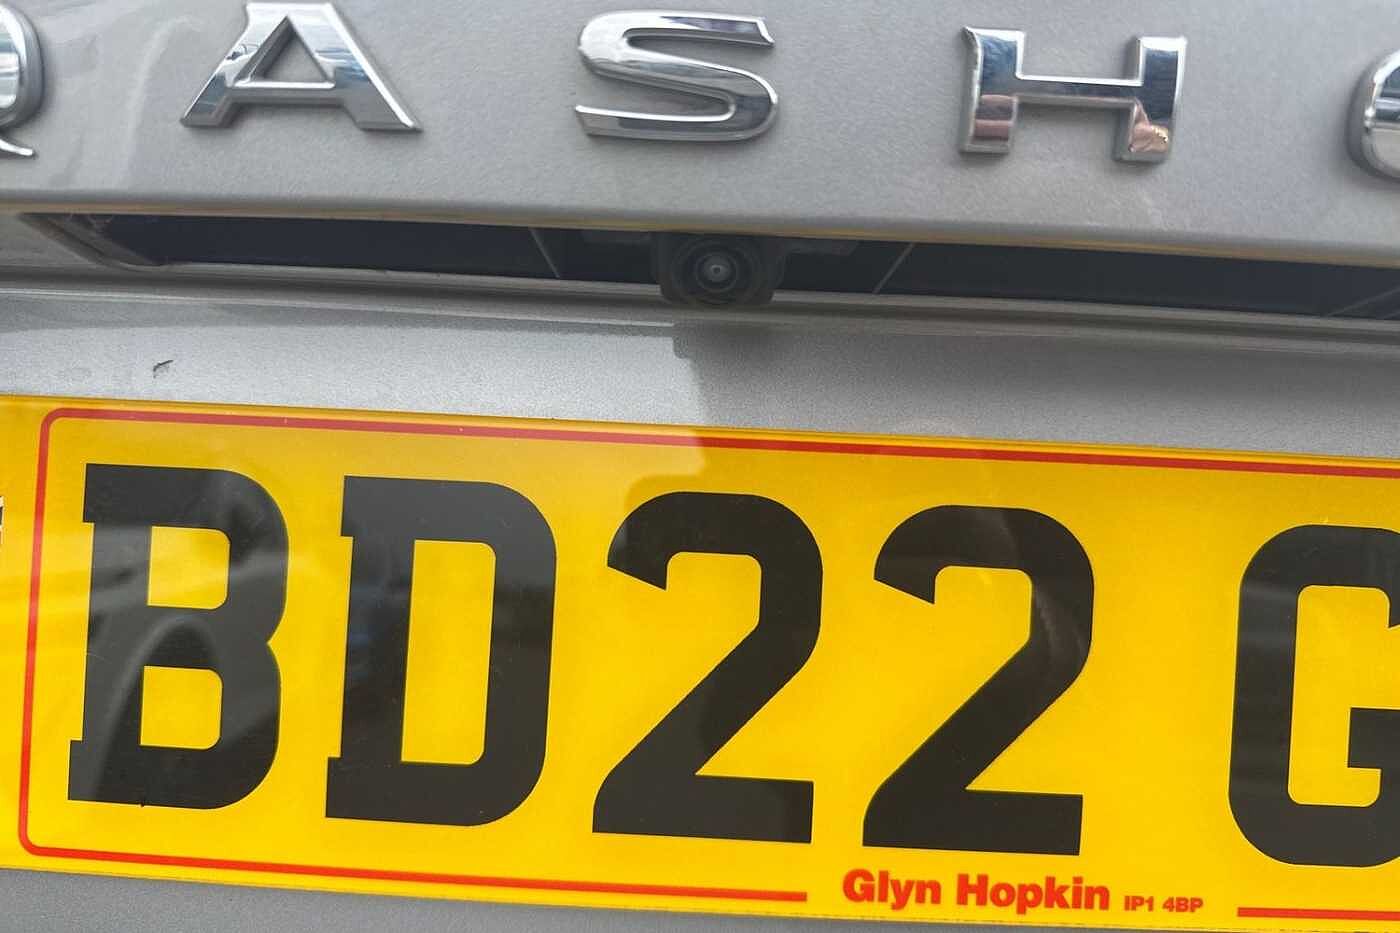 QASHQ
BD22 G
Glyn Hopkin IP1 4BP